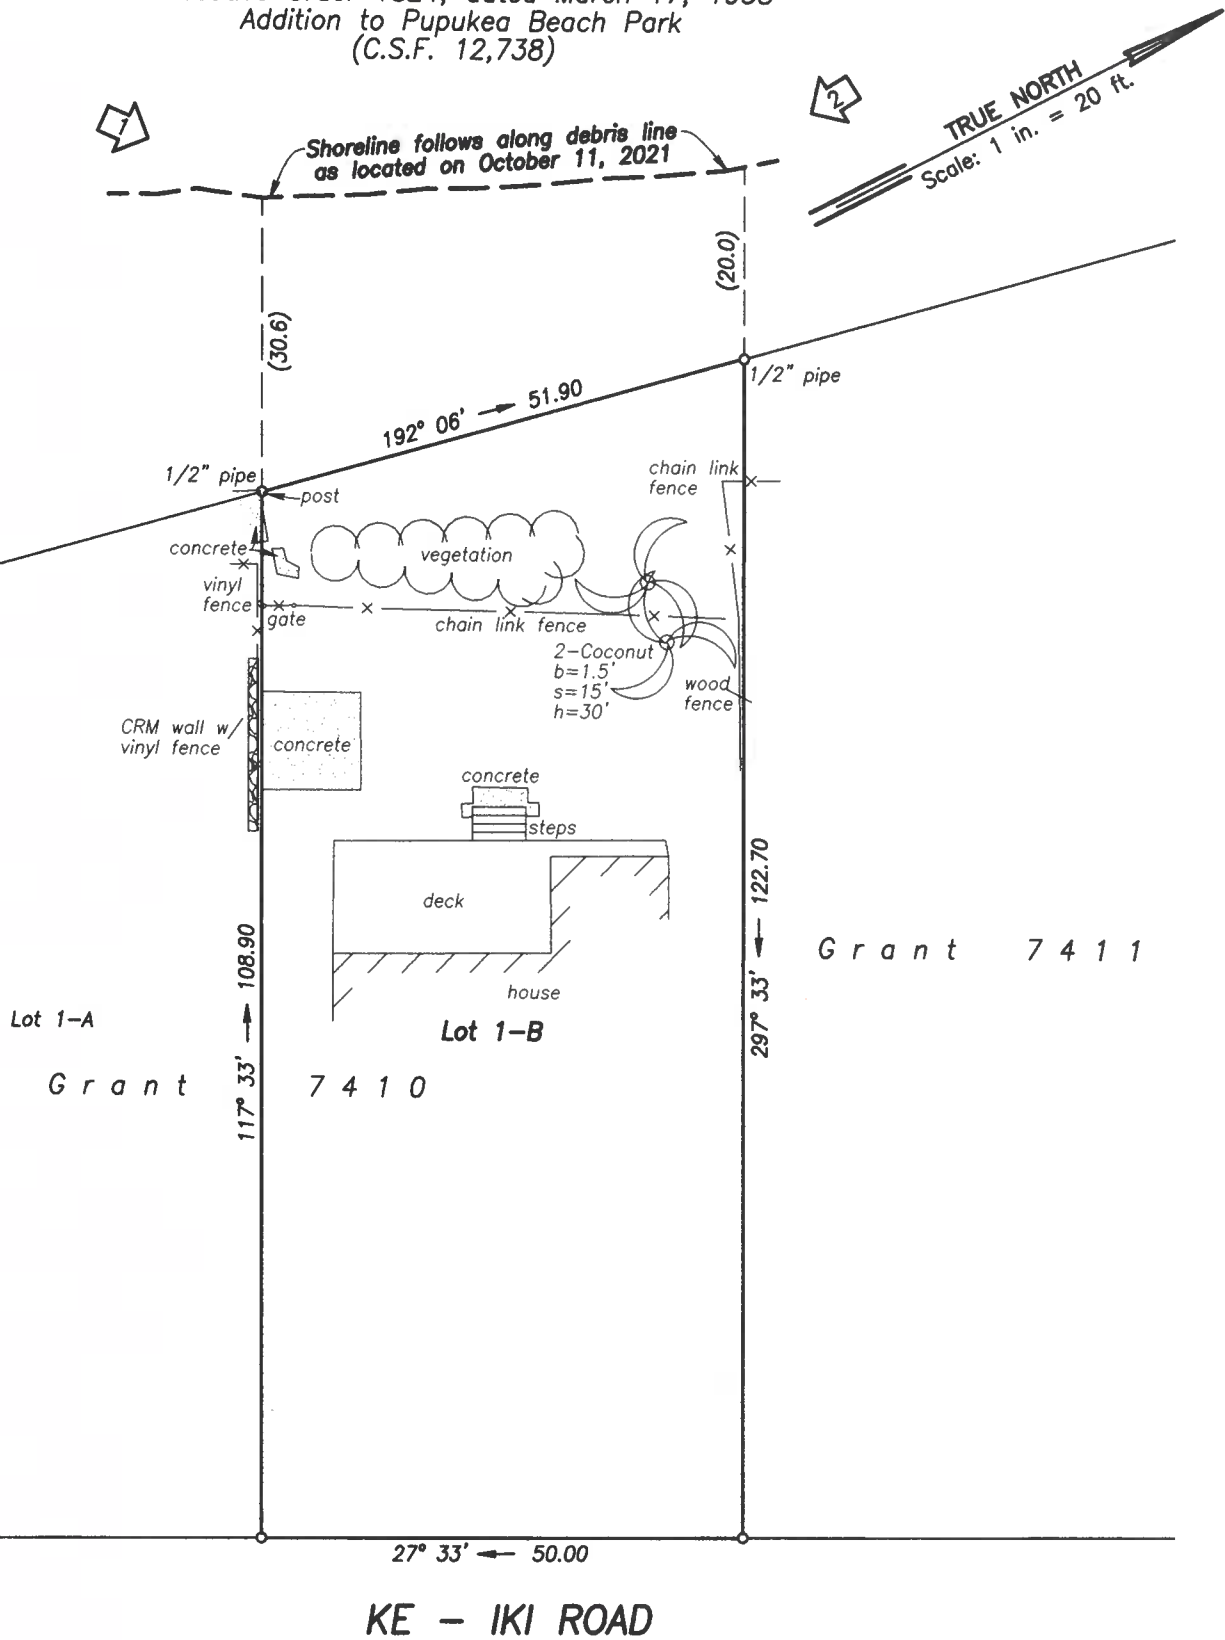 Addition to Pupukea Beach Park
(C.S.F. 12,738)
1
2
TRUE NORTH
Scale: 1 in. = 20 ft.
Shoreline follows along debris line
as located on October 11, 2021
(30.6)
(20.0)
1/2" pipe
192° 06' 51.90
1/2" pipe
post
chain link
fence
concrete
vegetation
vinyl
fence
gate
chain link fence
2-Coconut
b=1.5'
s=15'
h=30'
wood
fence
CRM wall w/
vinyl fence
concrete
concrete
steps
deck
house
Lot 1-B
117° 33' 108.90
297° 33' 122.70
Grant 7411
Lot 1-A
Grant 7410
27° 33' 50.00
KE - IKI ROAD